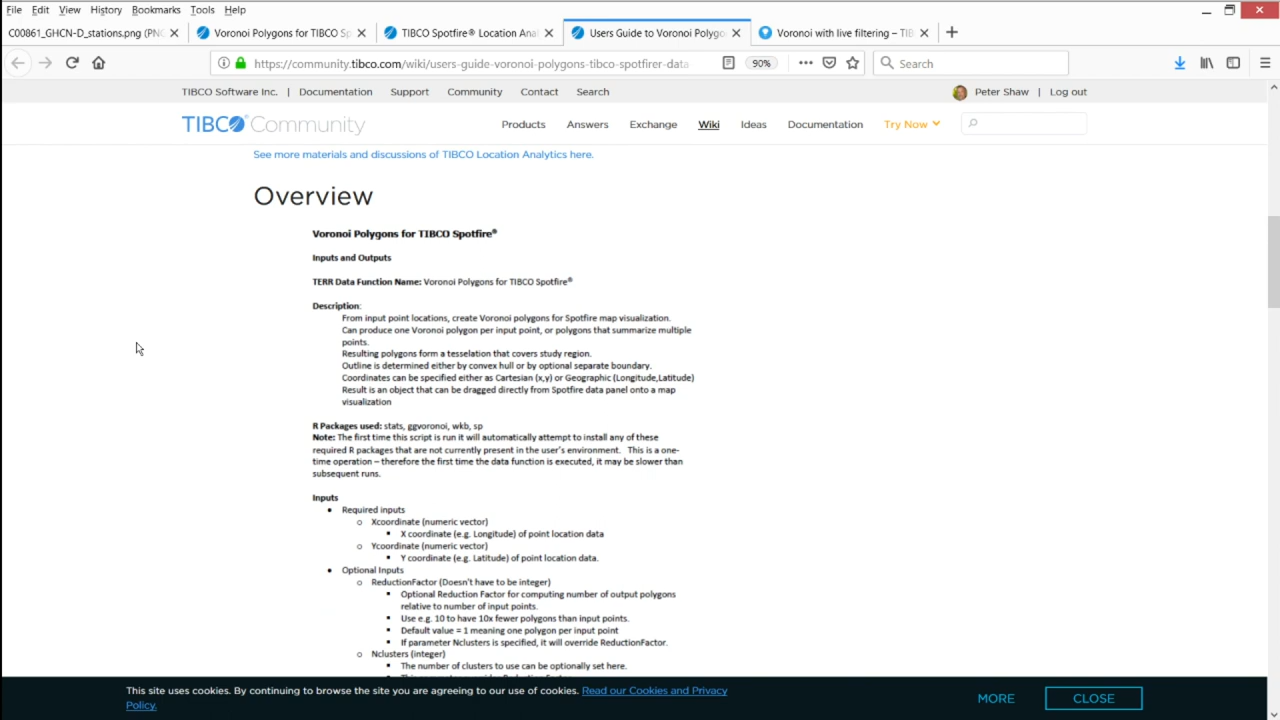 File Edit View History Bookmarks Tools Help
C00861_GHCN-D_stations.png (PNG Voronoi Polygons for TIBCO Sp TIBCO Spotfire® Location Anal Users Guide to Voronoi Polygo Voronoi with live filtering – TIB
https://community.tibco.com/wiki/users-guide-voronoi-polygons-tibco-spotfirer-data 90% Search
TIBCO Software Inc. | Documentation Support Community Contact Search Peter Shaw | Log out
TIBCO Community Products Answers Exchange Wiki Ideas Documentation Try Now
See more materials and discussions of TIBCO Location Analytics here.
Overview
Voronoi Polygons for TIBCO Spotfire®
Inputs and Outputs
TERR Data Function Name: Voronoi Polygons for TIBCO Spotfire®
Description:
From input point locations, create Voronoi polygons for Spotfire map visualization.
Can produce one Voronoi polygon per input point, or polygons that summarize multiple
points.
Resulting polygons form a tesselation that covers study region.
Outline is determined either by convex hull or by optional separate boundary.
Coordinates can be specified either as Cartesian (x,y) or Geographic (Longitude,Latitude)
Result is an object that can be dragged directly from Spotfire data panel onto a map
visualization
R Packages used: stats, ggvoronoi, wkb, sp
Note: The first time this script is run it will automatically attempt to install any of these
required R packages that are not currently present in the user's environment. This is a one-
time operation – therefore the first time the data function is executed, it may be slower than
subsequent runs.
Inputs
• Required inputs
o Xcoordinate (numeric vector)
▪ X coordinate (e.g. Longitude) of point location data
o Ycoordinate (numeric vector)
▪ Y coordinate (e.g. Latitude) of point location data.
• Optional Inputs
o ReductionFactor (Doesn't have to be integer)
▪ Optional Reduction Factor for computing number of output polygons
relative to number of input points.
▪ Use e.g. 10 to have 10x fewer polygons than input points.
▪ Default value = 1 meaning one polygon per input point
▪ If parameter Nclusters is specified, it will override ReductionFactor.
o Nclusters (integer)
▪ The number of clusters to use can be optionally set here.
This site uses cookies. By continuing to browse the site you are agreeing to our use of cookies. Read our Cookies and Privacy
Policy.
MORE CLOSE